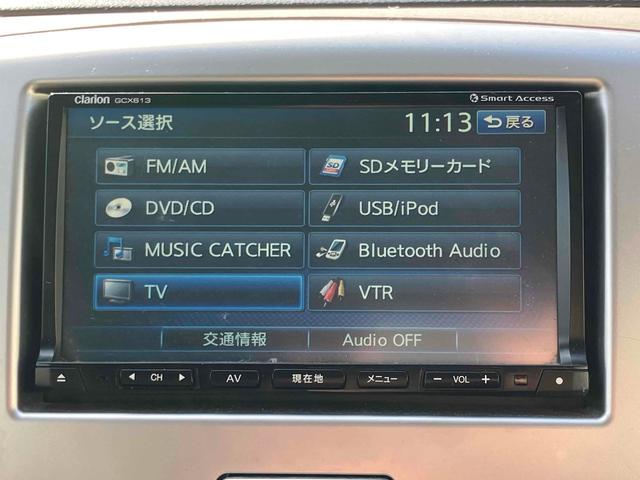 Clarion GCX613 Smart Access
ソース選択 11:13 戻る
FM/AM SDメモリーカード
DVD/CD USB/iPod
MUSIC CATCHER Bluetooth Audio
TV VTR
交通情報 Audio OFF
CH AV 現在地 メニュー − VOL +